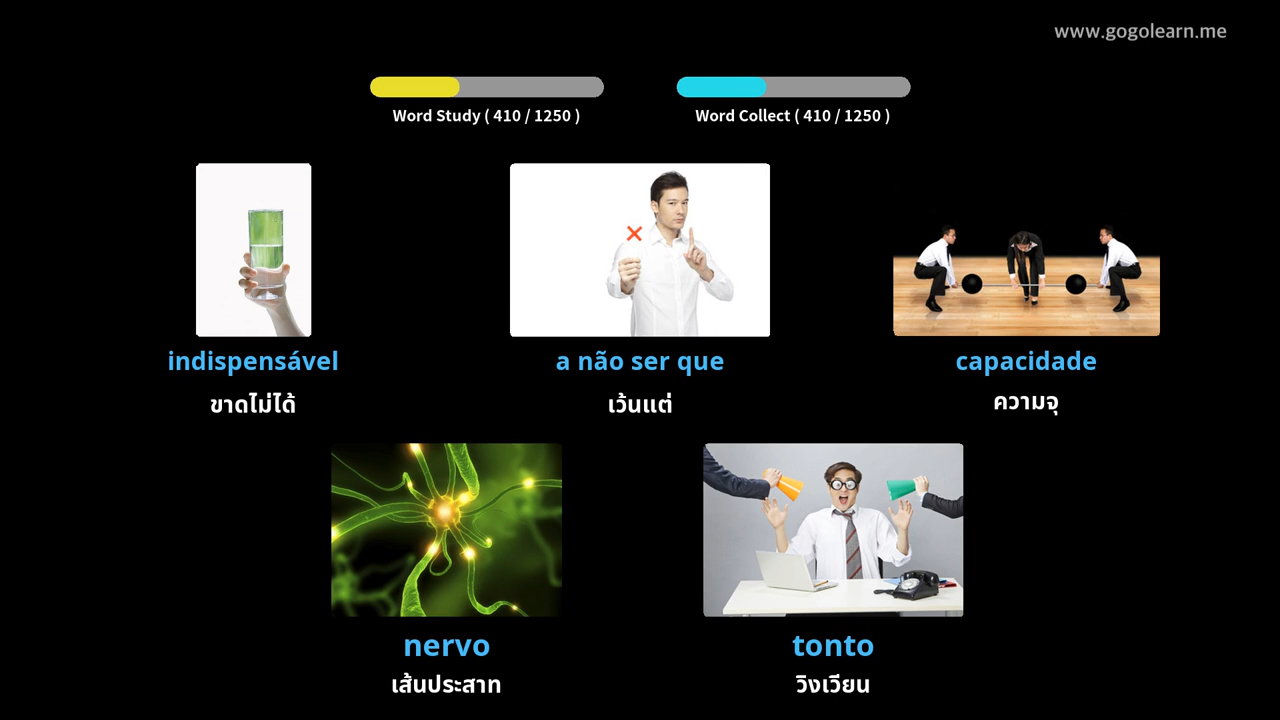 www.gogolearn.me
Word Study ( 410 / 1250 )
Word Collect ( 410 / 1250 )
indispensável
ขาดไม่ได้
a não ser que
เว้นแต่
capacidade
ความจุ
nervo
เส้นประสาท
tonto
วิงเวียน